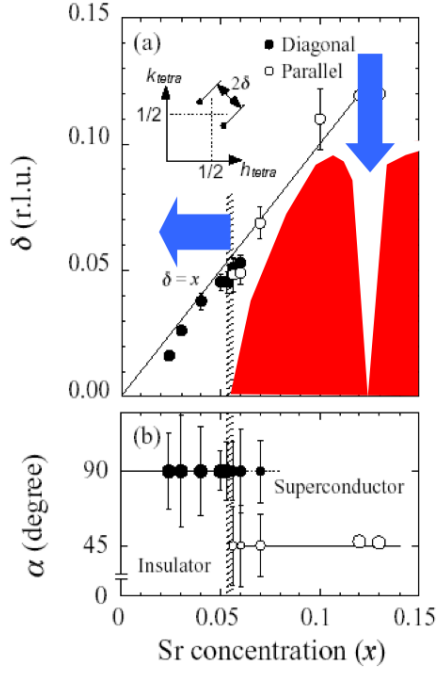 0.15
(a)
Diagonal
Parallel
k_tetra
2δ
1/2
1/2
h_tetra
0.10
δ (r.l.u.)
0.05
δ = x
0.00
(b)
90
Superconductor
α (degree)
45
Insulator
0
0
0.05
0.1
0.15
Sr concentration (x)